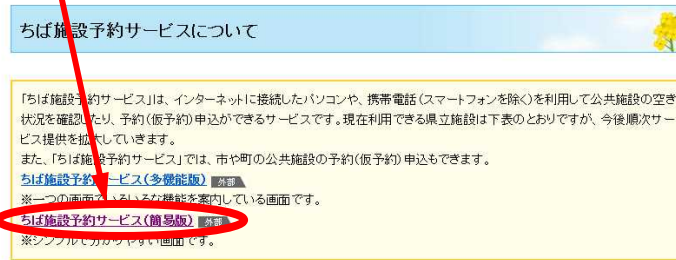 ちば施設予約サービスについて
「ちば施設予約サービス」は、インターネットに接続したパソコンや、携帯電話(スマートフォンを除く)を利用して公共施設の空き
状況を確認したり、予約(仮予約)申込ができるサービスです。現在利用できる県立施設は下表のとおりですが、今後順次サー
ビス提供を拡大していきます。
また、「ちば施設予約サービス」では、市や町の公共施設の予約(仮予約)申込もできます。
ちば施設予約サービス(多機能版) 外部
※一つの画面でいろいろな機能を案内している画面です。
ちば施設予約サービス(簡易版) 外部
※シンプルで分かりやすい画面です。